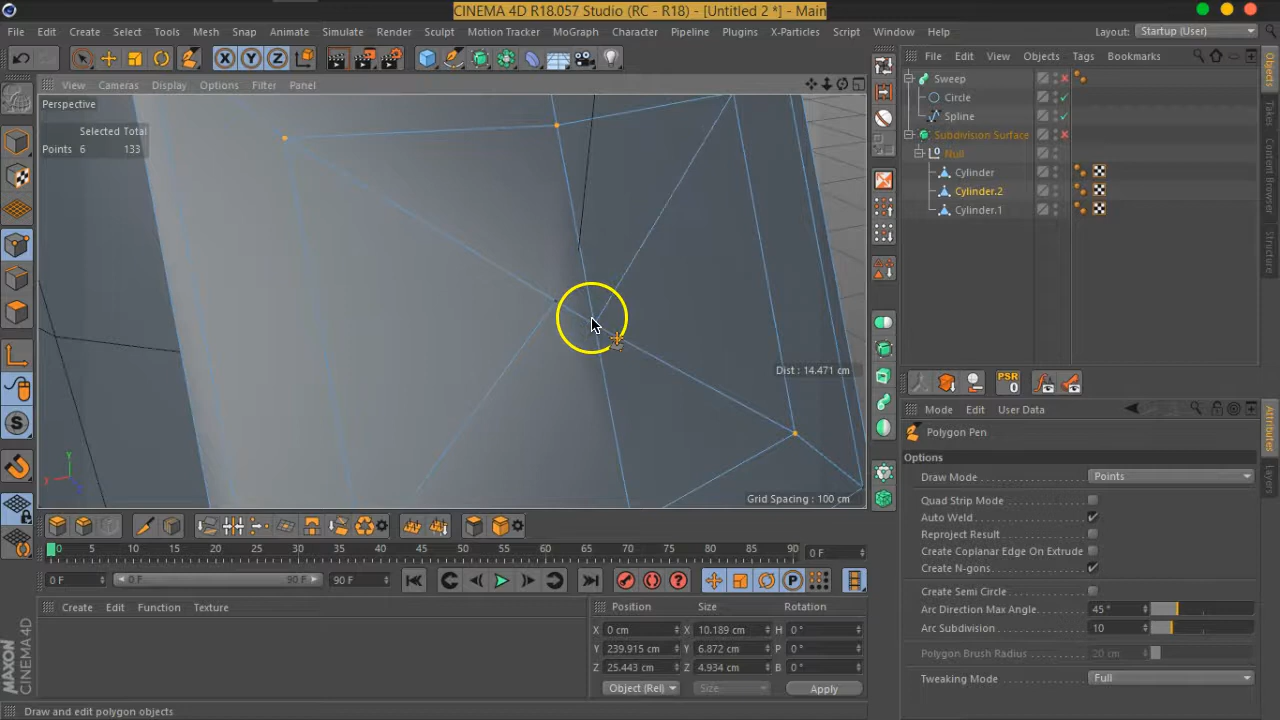 CINEMA 4D R18.057 Studio (RC - R18) - [Untitled 2 *] - Main
File Edit Create Select Tools Mesh Snap Animate Simulate Render Sculpt Motion Tracker MoGraph Character Pipeline Plugins X-Particles Script Window Help Layout: Startup (User)
X Y Z
File Edit View Objects Tags Bookmarks
View Cameras Display Options Filter Panel
Perspective
Selected Total
Points 6 133
Sweep
Circle
Spline
Subdivision Surface
Null
Cylinder
Cylinder.2
Cylinder.1
Objects
Takes
Content Browser
Structure
Dist : 14.471 cm
Grid Spacing : 100 cm
PSR
0
Mode Edit User Data
Polygon Pen
Options
Draw Mode Points
Quad Strip Mode
Auto Weld
Reproject Result
Create Coplanar Edge On Extrude
Create N-gons
Create Semi Circle
Arc Direction Max Angle 45 °
Arc Subdivision 10
Polygon Brush Radius 20 cm
Tweaking Mode Full
Attributes
Layers
0 5 10 15 20 25 30 35 40 45 50 55 60 65 70 75 80 85 90 0 F
0 F 0 F 90 F 90 F
Create Edit Function Texture
Position Size Rotation
X 0 cm X 10.189 cm H 0 °
Y 239.915 cm Y 6.872 cm P 0 °
Z 25.443 cm Z 4.934 cm B 0 °
Object (Rel) Size Apply
MAXON
CINEMA 4D
Draw and edit polygon objects